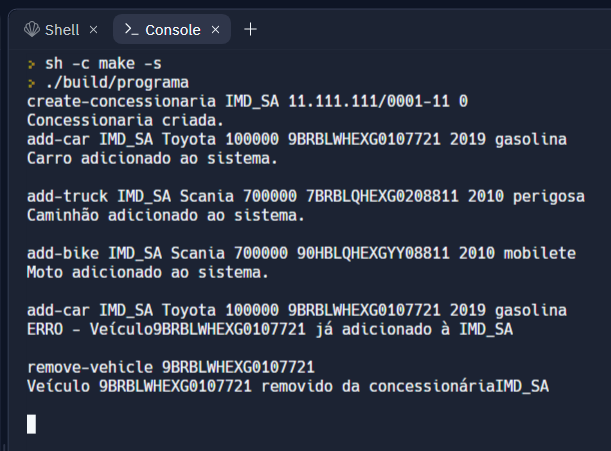 Shell × >_ Console × +
> sh -c make -s
> ./build/programa
create-concessionaria IMD_SA 11.111.111/0001-11 0
Concessionaria criada.
add-car IMD_SA Toyota 100000 9BRBLWHEXG0107721 2019 gasolina
Carro adicionado ao sistema.
add-truck IMD_SA Scania 700000 7BRBLQHEXG0208811 2010 perigosa
Caminhão adicionado ao sistema.
add-bike IMD_SA Scania 700000 90HBLQHEXGYY08811 2010 mobilete
Moto adicionado ao sistema.
add-car IMD_SA Toyota 100000 9BRBLWHEXG0107721 2019 gasolina
ERRO - Veículo9BRBLWHEXG0107721 já adicionado à IMD_SA
remove-vehicle 9BRBLWHEXG0107721
Veículo 9BRBLWHEXG0107721 removido da concessionáriaIMD_SA